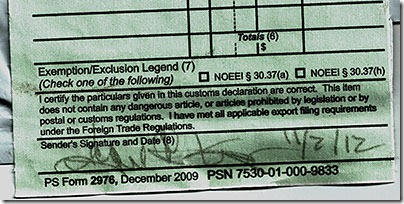 Totals (6)
$
Exemption/Exclusion Legend (7)
(Check one of the following)
NOEEI § 30.37(a)
NOEEI § 30.37(h)
I certify the particulars given in this customs declaration are correct. This item
does not contain any dangerous article, or articles prohibited by legislation or by
postal or customs regulations. I have met all applicable export filing requirements
under the Foreign Trade Regulations.
Sender's Signature and Date (8)
11/2/12
PS Form 2976, December 2009 PSN 7530-01-000-9833